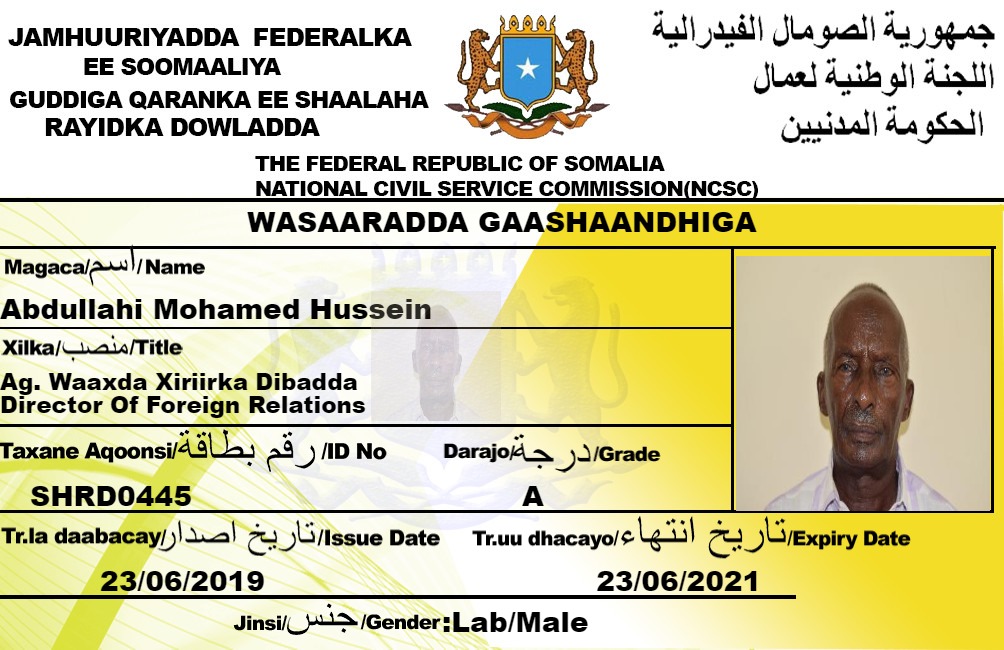 JAMHUURIYADDA FEDERALKA
EE SOOMAALIYA
GUDDIGA QARANKA EE SHAALAHA
RAYIDKA DOWLADDA
جمهورية الصومال الفيدرالية
اللجنة الوطنية لعمال
الحكومة المدنيين
THE FEDERAL REPUBLIC OF SOMALIA
NATIONAL CIVIL SERVICE COMMISSION(NCSC)
WASAARADDA GAASHAANDHIGA
Magaca/اسم/Name
Abdullahi Mohamed Hussein
Xilka/منصب/Title
Ag. Waaxda Xiriirka Dibadda
Director Of Foreign Relations
Taxane Aqoonsi/رقم بطاقة/ID No
Darajo/درجة/Grade
SHRD0445
A
Tr.la daabacay/تاريخ اصدار/Issue Date
Tr.uu dhacayo/تاريخ انتهاء/Expiry Date
23/06/2019
23/06/2021
Jinsi/جنس/Gender:Lab/Male